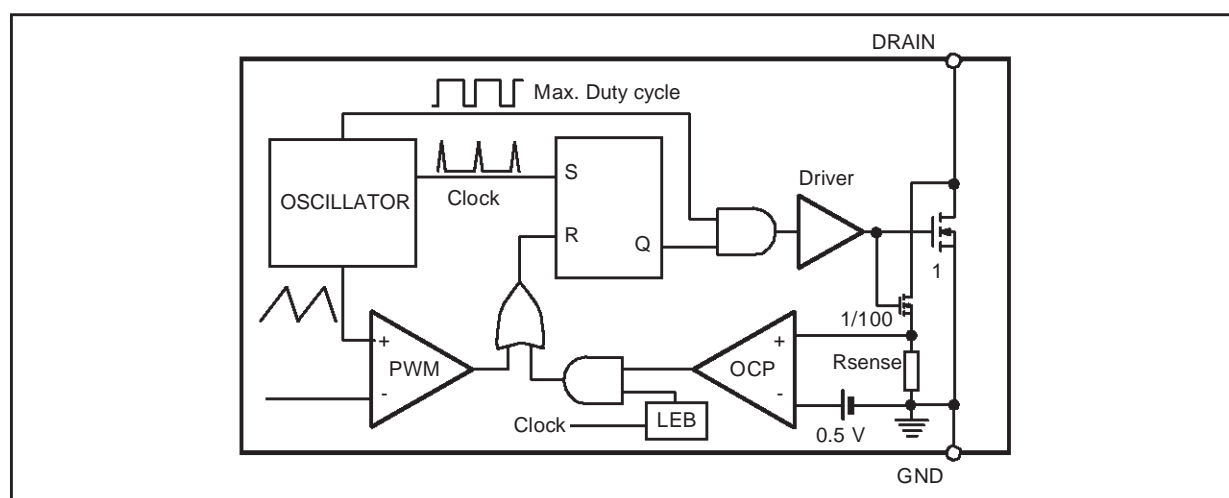 DRAIN
Max. Duty cycle
OSCILLATOR
Clock
S
R
Q
Driver
1
1/100
+
PWM
-
+
OCP
-
Rsense
Clock
LEB
0.5 V
GND